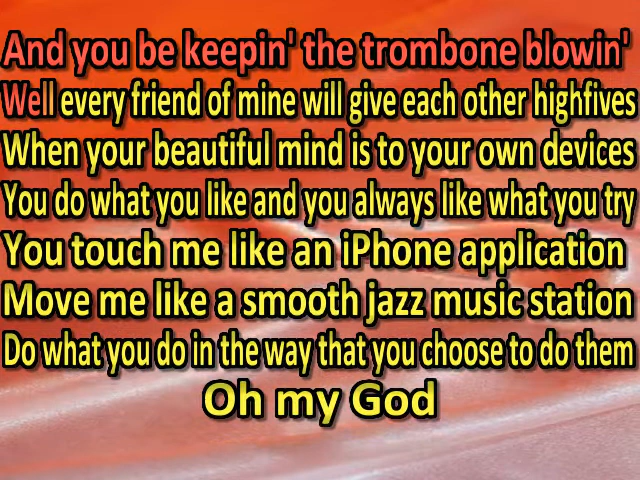 And you be keepin' the trombone blowin'
Well every friend of mine will give each other highfives
When your beautiful mind is to your own devices
You do what you like and you always like what you try
You touch me like an iPhone application
Move me like a smooth jazz music station
Do what you do in the way that you choose to do them
Oh my God